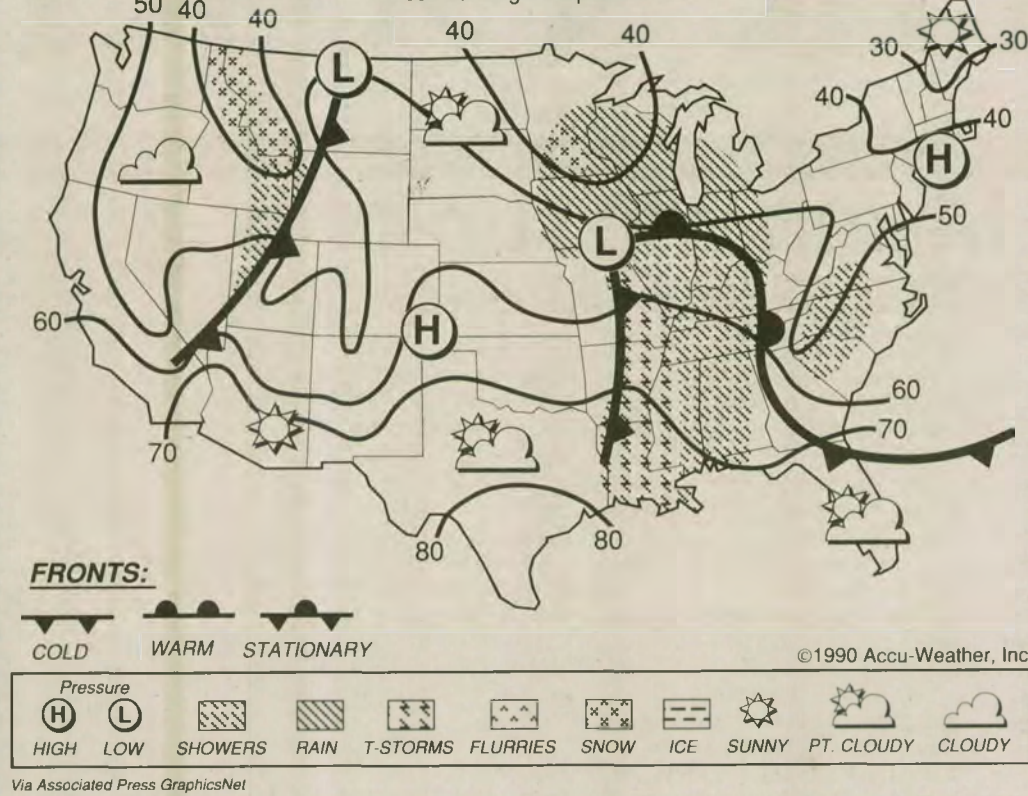 50 40 40 40 40 30 30
40 40
L
H
50
L
60 H
60
70 70
80 80
FRONTS:
COLD WARM STATIONARY
©1990 Accu-Weather, Inc
Pressure
H L
HIGH LOW SHOWERS RAIN T-STORMS FLURRIES SNOW ICE SUNNY PT. CLOUDY CLOUDY
Via Associated Press GraphicsNet